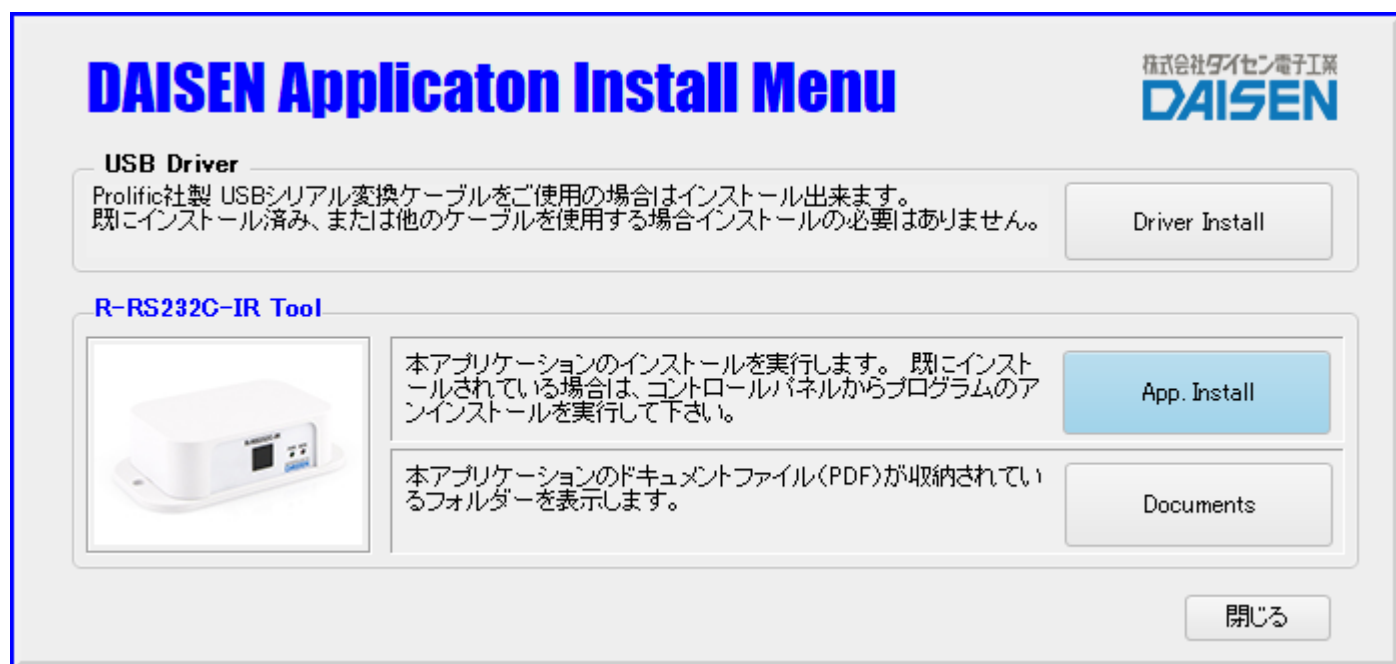 DAISEN Applicaton Install Menu
株式会社ダイセン電子工業
DAISEN
USB Driver
Prolific社製 USBシリアル変換ケーブルをご使用の場合はインストール出来ます。
既にインストール済み、または他のケーブルを使用する場合インストールの必要はありません。
Driver Install
R-RS232C-IR Tool
本アプリケーションのインストールを実行します。 既にインスト
ールされている場合は、コントロールパネルからプログラムのア
ンインストールを実行して下さい。
App. Install
本アプリケーションのドキュメントファイル(PDF)が収納されてい
るフォルダーを表示します。
Documents
閉じる